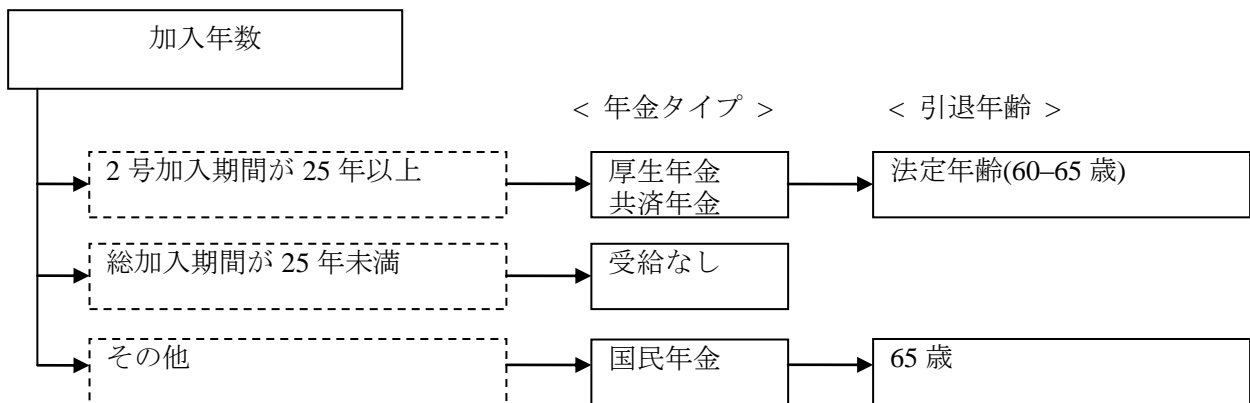 加入年数
< 年金タイプ > < 引退年齢 >
2 号加入期間が 25 年以上 厚生年金 法定年齢(60–65 歳)
共済年金
総加入期間が 25 年未満 受給なし
その他 国民年金 65 歳